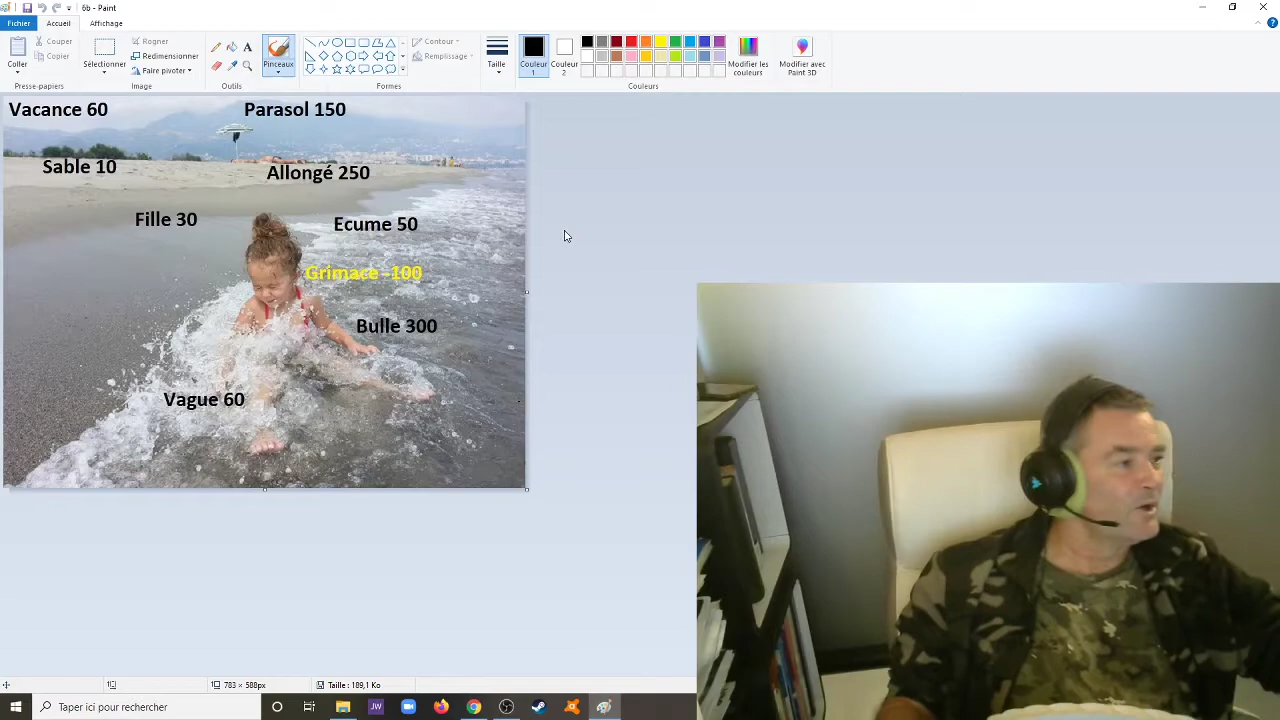 6b - Paint
Fichier
Accueil
Affichage
Coller
Couper
Copier
Presse-papiers
Sélectionner
Rogner
Redimensionner
Faire pivoter
Image
A
Outils
Pinceaux
Contour
Remplissage
Formes
Taille
Couleur 1
Couleur 2
Modifier les couleurs
Modifier avec Paint 3D
Couleurs
Vacance 60
Parasol 150
Sable 10
Allongé 250
Fille 30
Ecume 50
Grimace -100
Bulle 300
Vague 60
783 × 588px
Taille : 189,1 Ko
Taper ici pour rechercher
JW